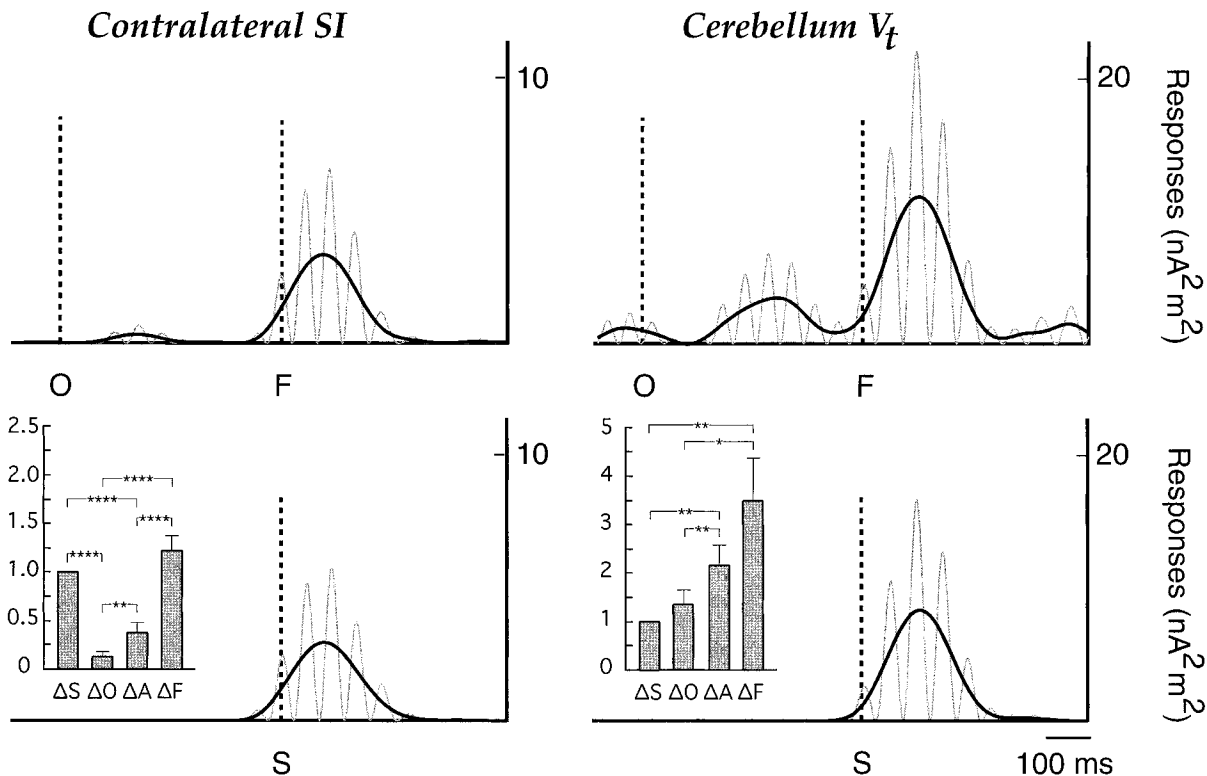 Contralateral SI
Cerebellum Vt
10
20
Responses (nA²m²)
O
F
O
F
2.5
2.0
1.5
1.0
0.5
0
****
****
****
****
**
ΔS ΔO ΔA ΔF
10
S
5
4
3
2
1
0
**
*
**
**
ΔS ΔO ΔA ΔF
20
Responses (nA²m²)
S
100 ms